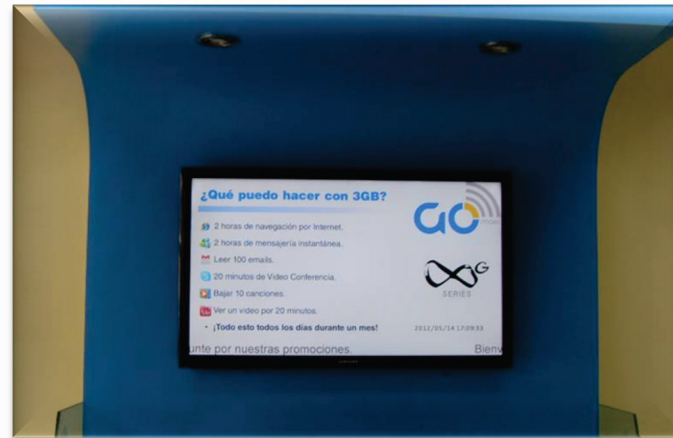 ¿Qué puedo hacer con 3GB?
2 horas de navegación por Internet.
2 horas de mensajería instantánea.
Leer 100 emails.
20 minutos de Video Conferencia.
Bajar 10 canciones.
Ver un video por 20 minutos.
• ¡Todo esto todos los días durante un mes!
GO
G
SERIES
2012/05/14 17:09:33
unte por nuestras promociones. Bienv